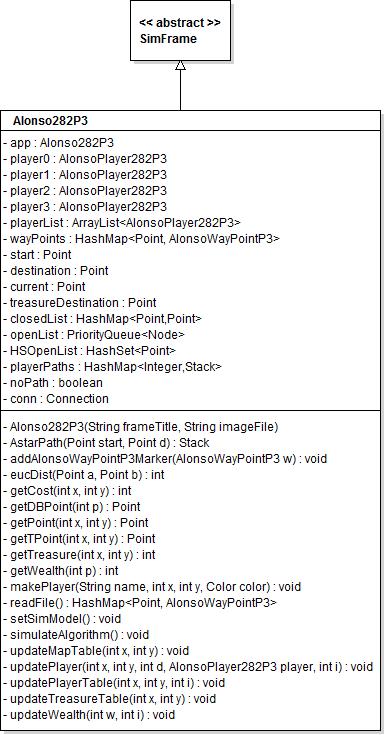 << abstract >>
SimFrame
Alonso282P3
- app : Alonso282P3
- player0 : AlonsoPlayer282P3
- player1 : AlonsoPlayer282P3
- player2 : AlonsoPlayer282P3
- player3 : AlonsoPlayer282P3
- playerList : ArrayList<AlonsoPlayer282P3>
- wayPoints : HashMap<Point, AlonsoWayPointP3>
- start : Point
- destination : Point
- current : Point
- treasureDestination : Point
- closedList : HashMap<Point,Point>
- openList : PriorityQueue<Node>
- HSOpenList : HashSet<Point>
- playerPaths : HashMap<Integer,Stack>
- noPath : boolean
- conn : Connection
- Alonso282P3(String frameTitle, String imageFile)
- AstarPath(Point start, Point d) : Stack
- addAlonsoWayPointP3Marker(AlonsoWayPointP3 w) : void
- eucDist(Point a, Point b) : int
- getCost(int x, int y) : int
- getDBPoint(int p) : Point
- getPoint(int x, int y) : Point
- getTPoint(int x, int y) : Point
- getTreasure(int x, int y) : int
- getWealth(int p) : int
- makePlayer(String name, int x, int y, Color color) : void
- readFile() : HashMap<Point, AlonsoWayPointP3>
- setSimModel() : void
- simulateAlgorithm() : void
- updateMapTable(int x, int y) : void
- updatePlayer(int x, int y, int d, AlonsoPlayer282P3 player, int i) : void
- updatePlayerTable(int x, int y, int i) : void
- updateTreasureTable(int x, int y) : void
- updateWealth(int w, int i) : void